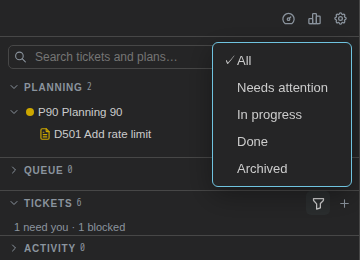 Search tickets and plans…
✓ All
Needs attention
In progress
Done
Archived
PLANNING 2
P90 Planning 90
D501 Add rate limit
QUEUE 0
TICKETS 6
1 need you · 1 blocked
ACTIVITY 0